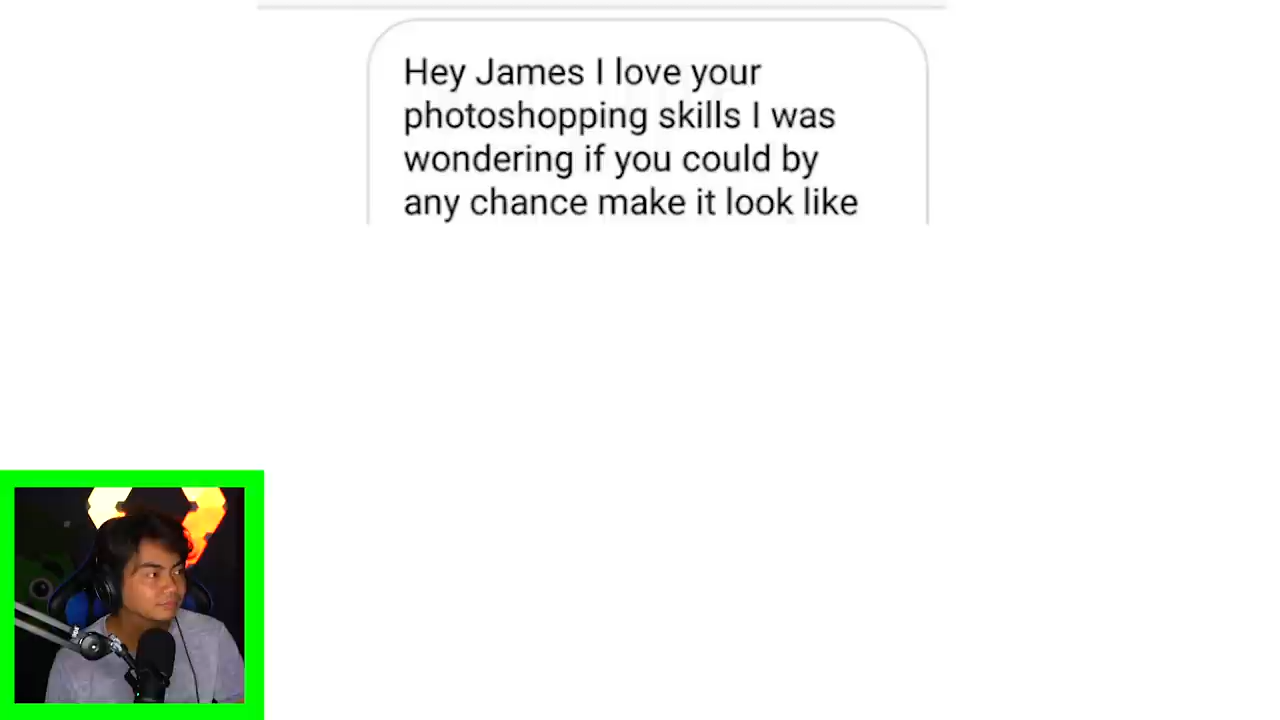 Hey James I love your
photoshopping skills I was
wondering if you could by
any chance make it look like